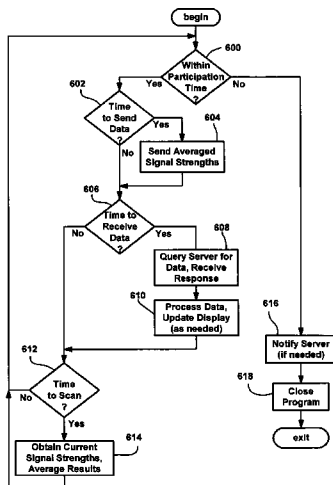 begin
600
Within
Participation
Time
?
Yes
No
602
Time
to Send
Data
?
Yes
No
604
Send Averaged
Signal Strengths
606
Time to
Receive
Data
?
No
Yes
608
Query Server for
Data, Receive
Response
610
Process Data,
Update Display
(as needed)
612
Time
to Scan
?
No
Yes
614
Obtain Current
Signal Strengths,
Average Results
616
Notify Server
(if needed)
618
Close
Program
exit